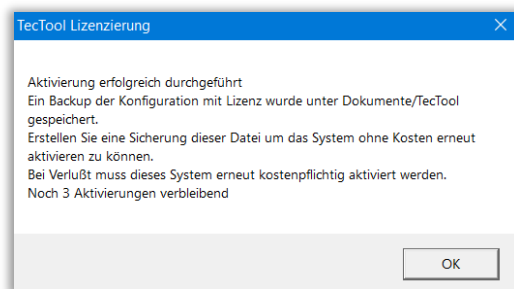 TecTool Lizenzierung
Aktivierung erfolgreich durchgeführt
Ein Backup der Konfiguration mit Lizenz wurde unter Dokumente/TecTool
gespeichert.
Erstellen Sie eine Sicherung dieser Datei um das System ohne Kosten erneut
aktivieren zu können.
Bei Verlußt muss dieses System erneut kostenpflichtig aktiviert werden.
Noch 3 Aktivierungen verbleibend
OK